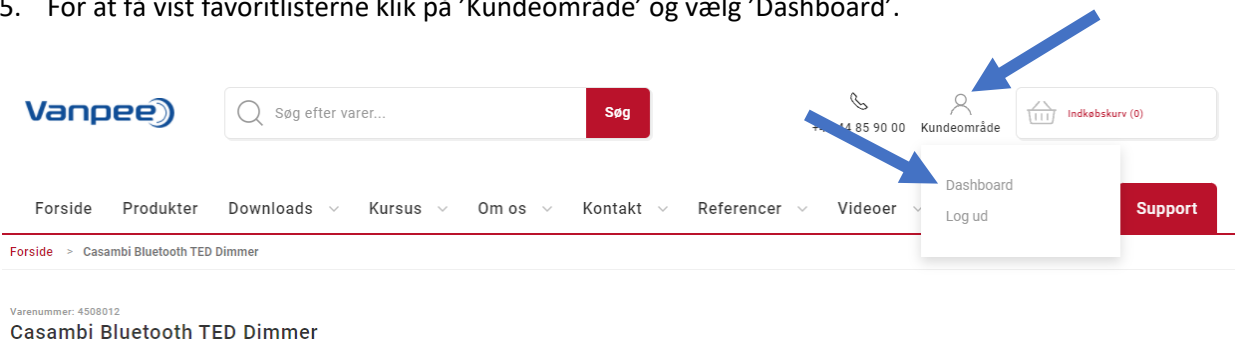 5. For at få vist favoritlisterne klik på ’Kundeområde’ og vælg ’Dashboard’.
Vanpee
Søg efter varer...
Søg
44 85 90 00
Kundeområde
Indkøbskurv (0)
Dashboard
Log ud
Forside Produkter Downloads Kursus Om os Kontakt Referencer Videoer Support
Forside > Casambi Bluetooth TED Dimmer
Varenummer: 4508012
Casambi Bluetooth TED Dimmer